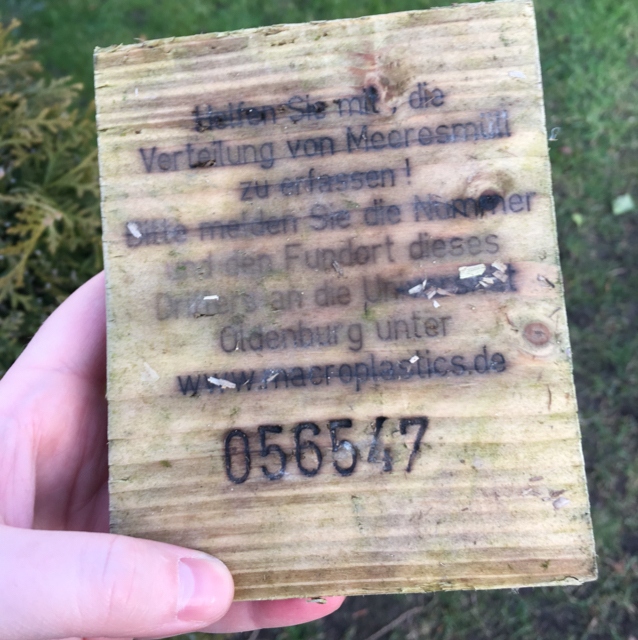 Helfen Sie mit, die
Verteilung von Meeresmüll
zu erfassen!
Bitte melden Sie die Nummer
und den Fundort dieses
Drifters an die Universität
Oldenburg unter
www.macroplastics.de
056547